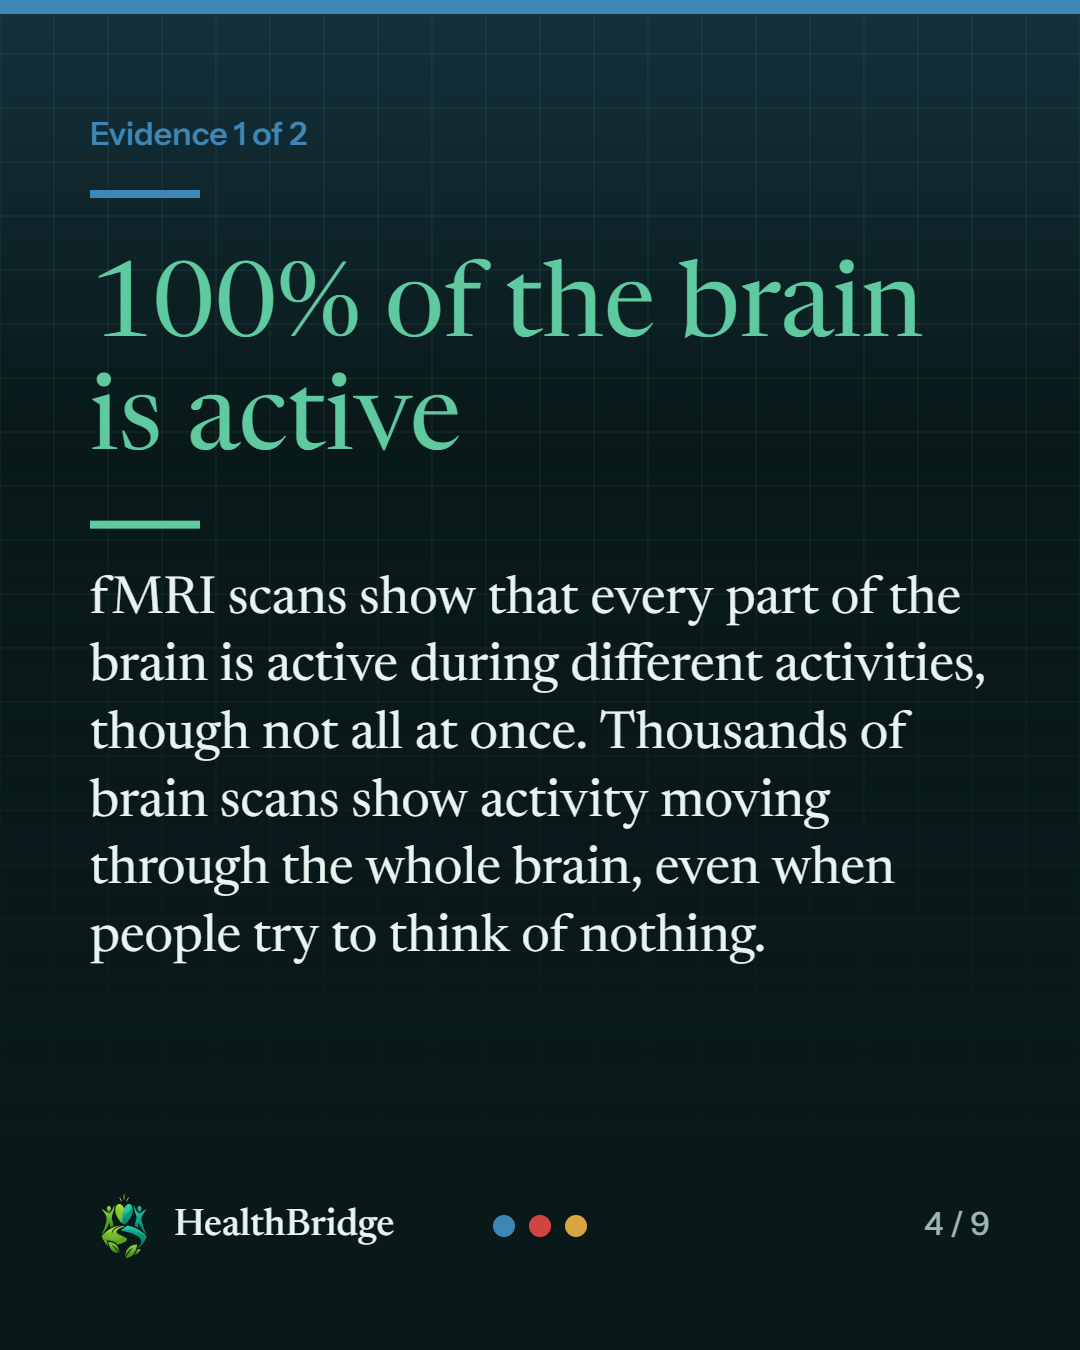 Evidence 1 of 2
100% of the brain
is active
fMRI scans show that every part of the
brain is active during different activities,
though not all at once. Thousands of
brain scans show activity moving
through the whole brain, even when
people try to think of nothing.
HealthBridge
4 / 9